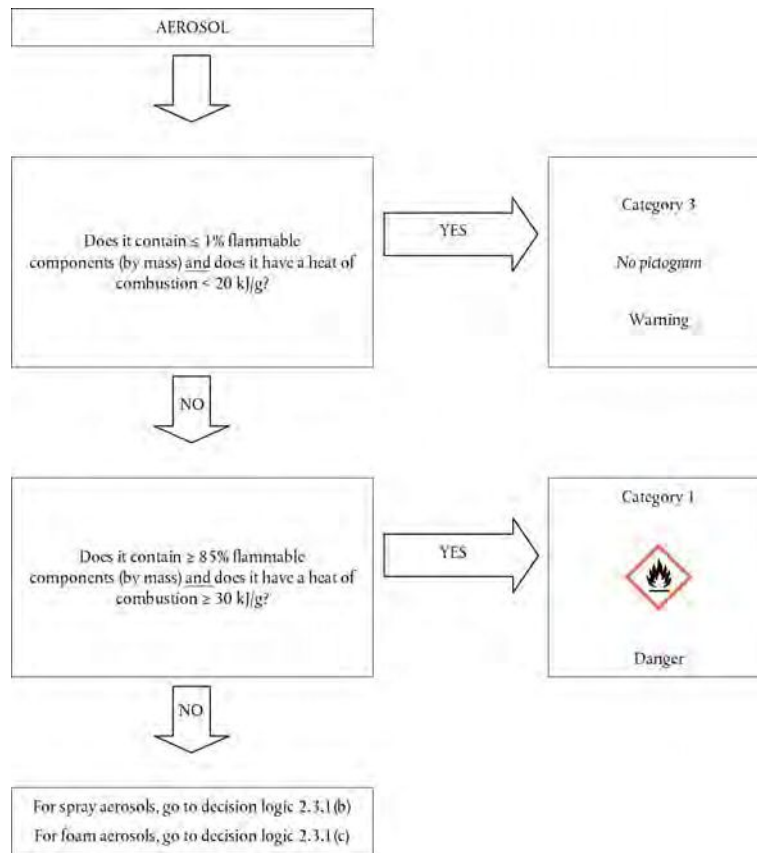 AEROSOL
Does it contain ≤ 1% flammable
components (by mass) and does it have a heat of
combustion < 20 kJ/g?
YES
Category 3
No pictogram
Warning
NO
Does it contain ≥ 85% flammable
components (by mass) and does it have a heat of
combustion ≥ 30 kJ/g?
YES
Category 1
Danger
NO
For spray aerosols, go to decision logic 2.3.1(b)
For foam aerosols, go to decision logic 2.3.1(c)